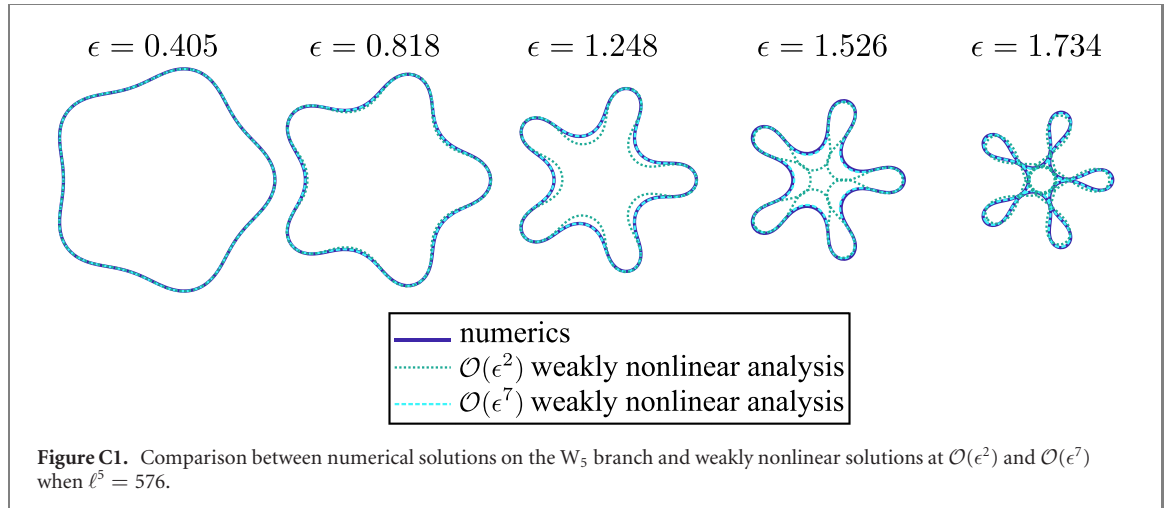 ϵ = 0.405 ϵ = 0.818 ϵ = 1.248 ϵ = 1.526 ϵ = 1.734
numerics
𝒪(ϵ²) weakly nonlinear analysis
𝒪(ϵ⁷) weakly nonlinear analysis
Figure C1. Comparison between numerical solutions on the W₅ branch and weakly nonlinear solutions at 𝒪(ϵ²) and 𝒪(ϵ⁷)
when ℓ⁵ = 576.